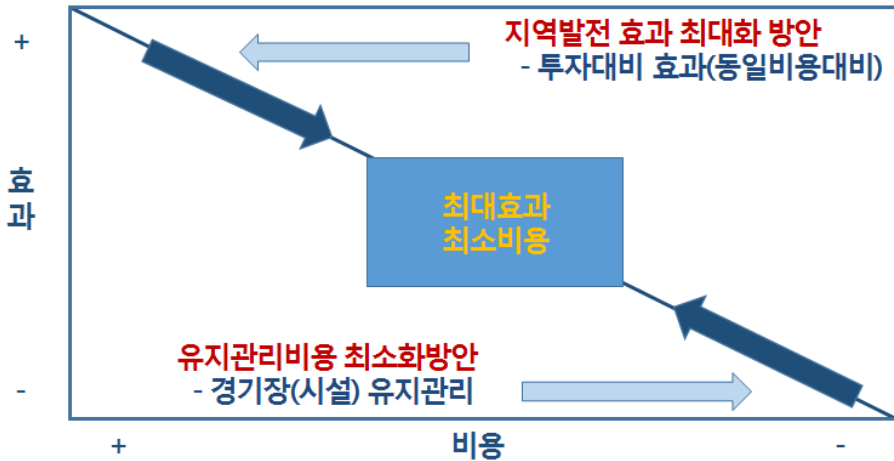 +
지역발전 효과 최대화 방안
- 투자대비 효과(동일비용대비)
효
과
최대효과
최소비용
유지관리비용 최소화방안
- 경기장(시설) 유지관리
-
+
비용
-